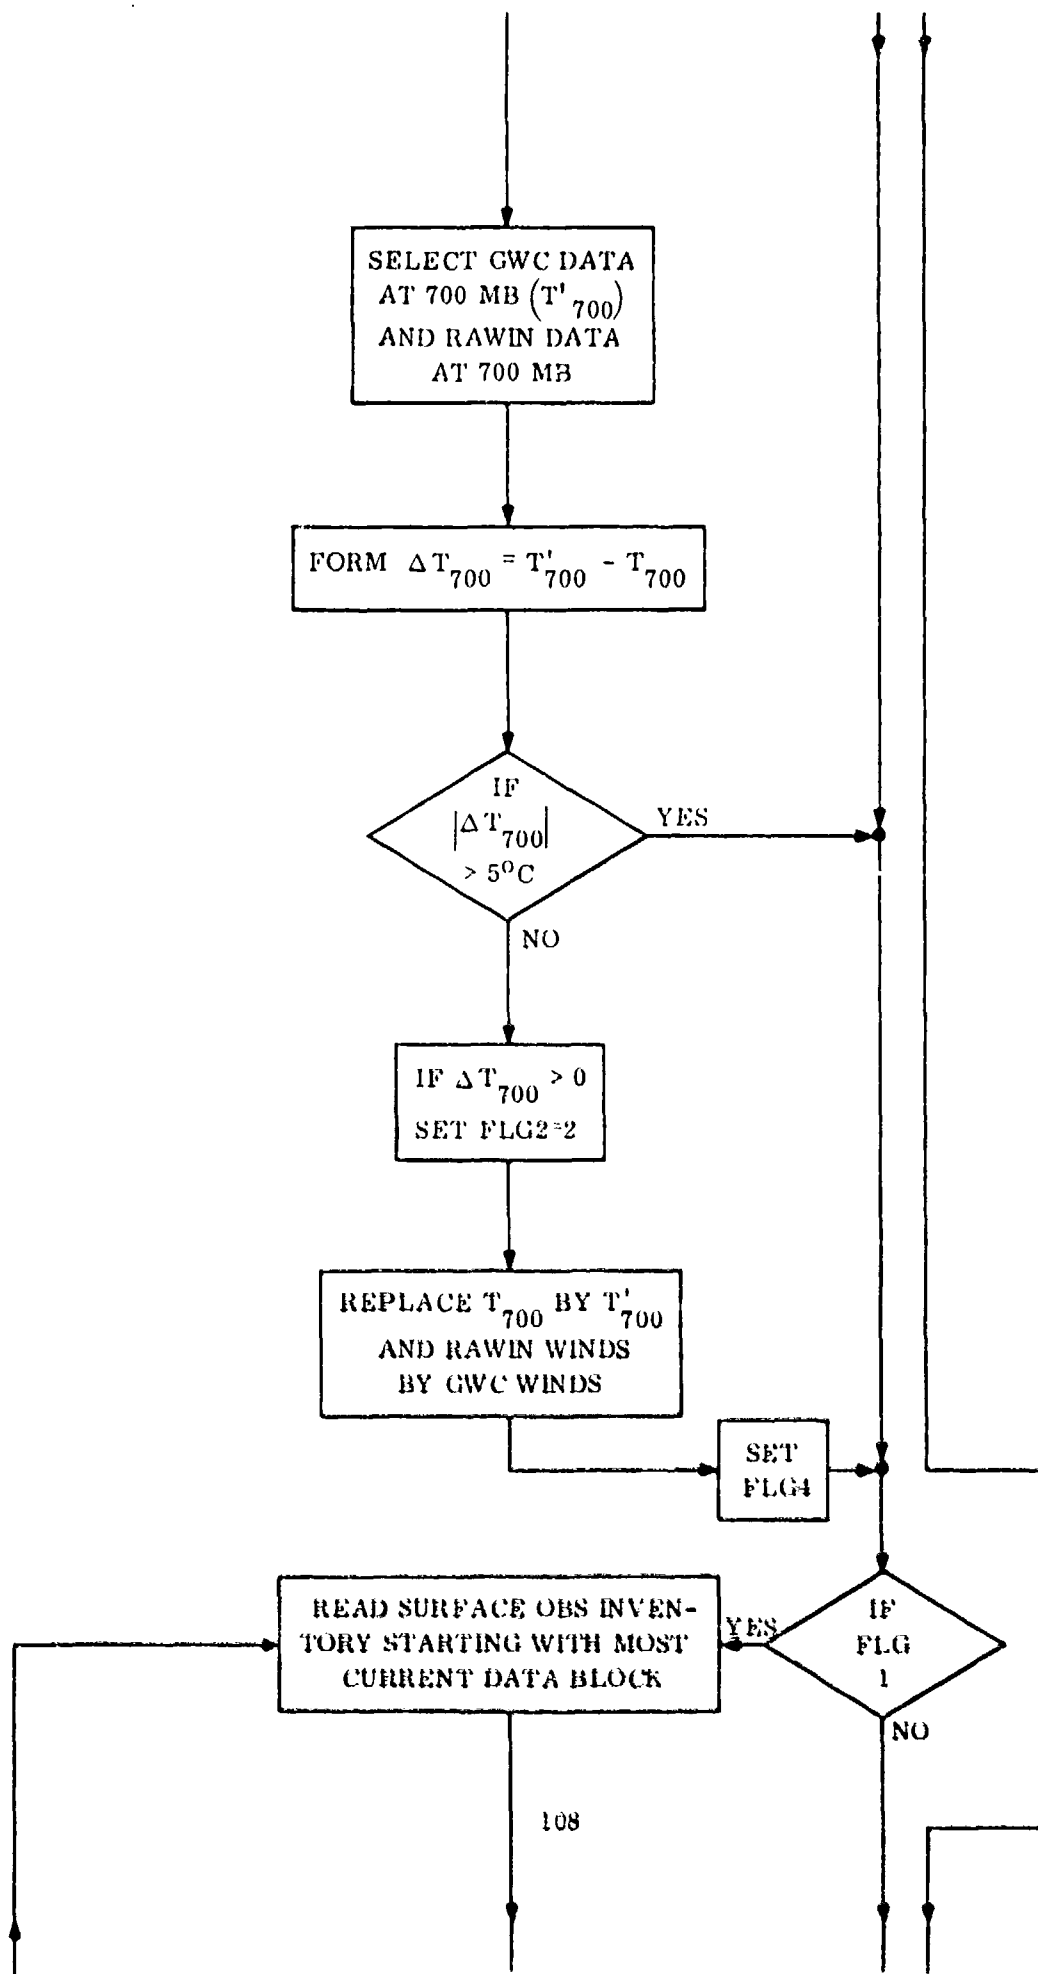 SELECT GWC DATA
AT 700 MB (T'700)
AND RAWIN DATA
AT 700 MB
FORM ΔT700 = T'700 - T700
IF
|ΔT700|
> 5°C
YES
NO
IF ΔT700 > 0
SET FLG2=2
REPLACE T700 BY T'700
AND RAWIN WINDS
BY GWC WINDS
SET
FLG4
READ SURFACE OBS INVEN-
TORY STARTING WITH MOST
CURRENT DATA BLOCK
YES
IF
FLG
1
NO
108